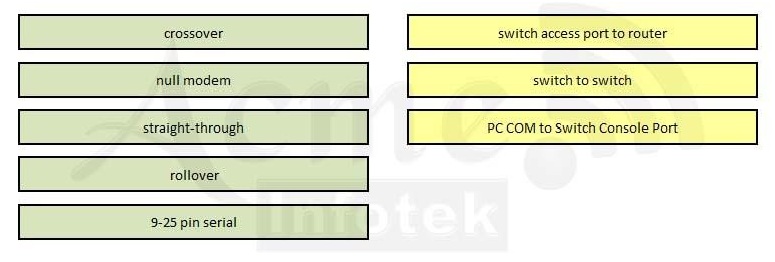 crossover
null modem
straight-through
rollover
9-25 pin serial
switch access port to router
switch to switch
PC COM to Switch Console Port
Acme
Infotek